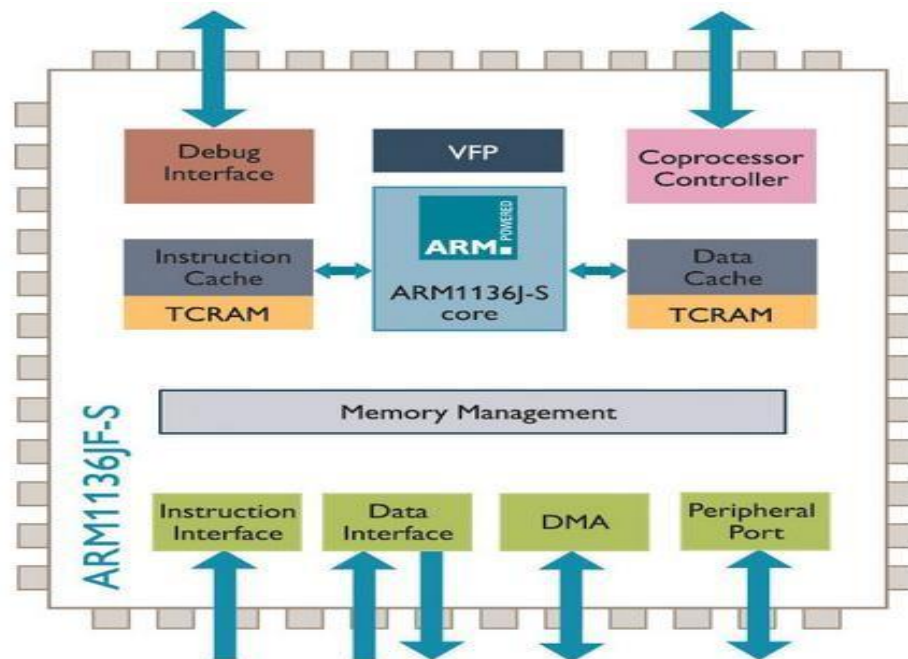 Debug
Interface
VFP
Coprocessor
Controller
ARM
POWERED
Instruction
Cache
TCRAM
ARM1136J-S
core
Data
Cache
TCRAM
Memory Management
ARM1136JF-S
Instruction
Interface
Data
Interface
DMA
Peripheral
Port